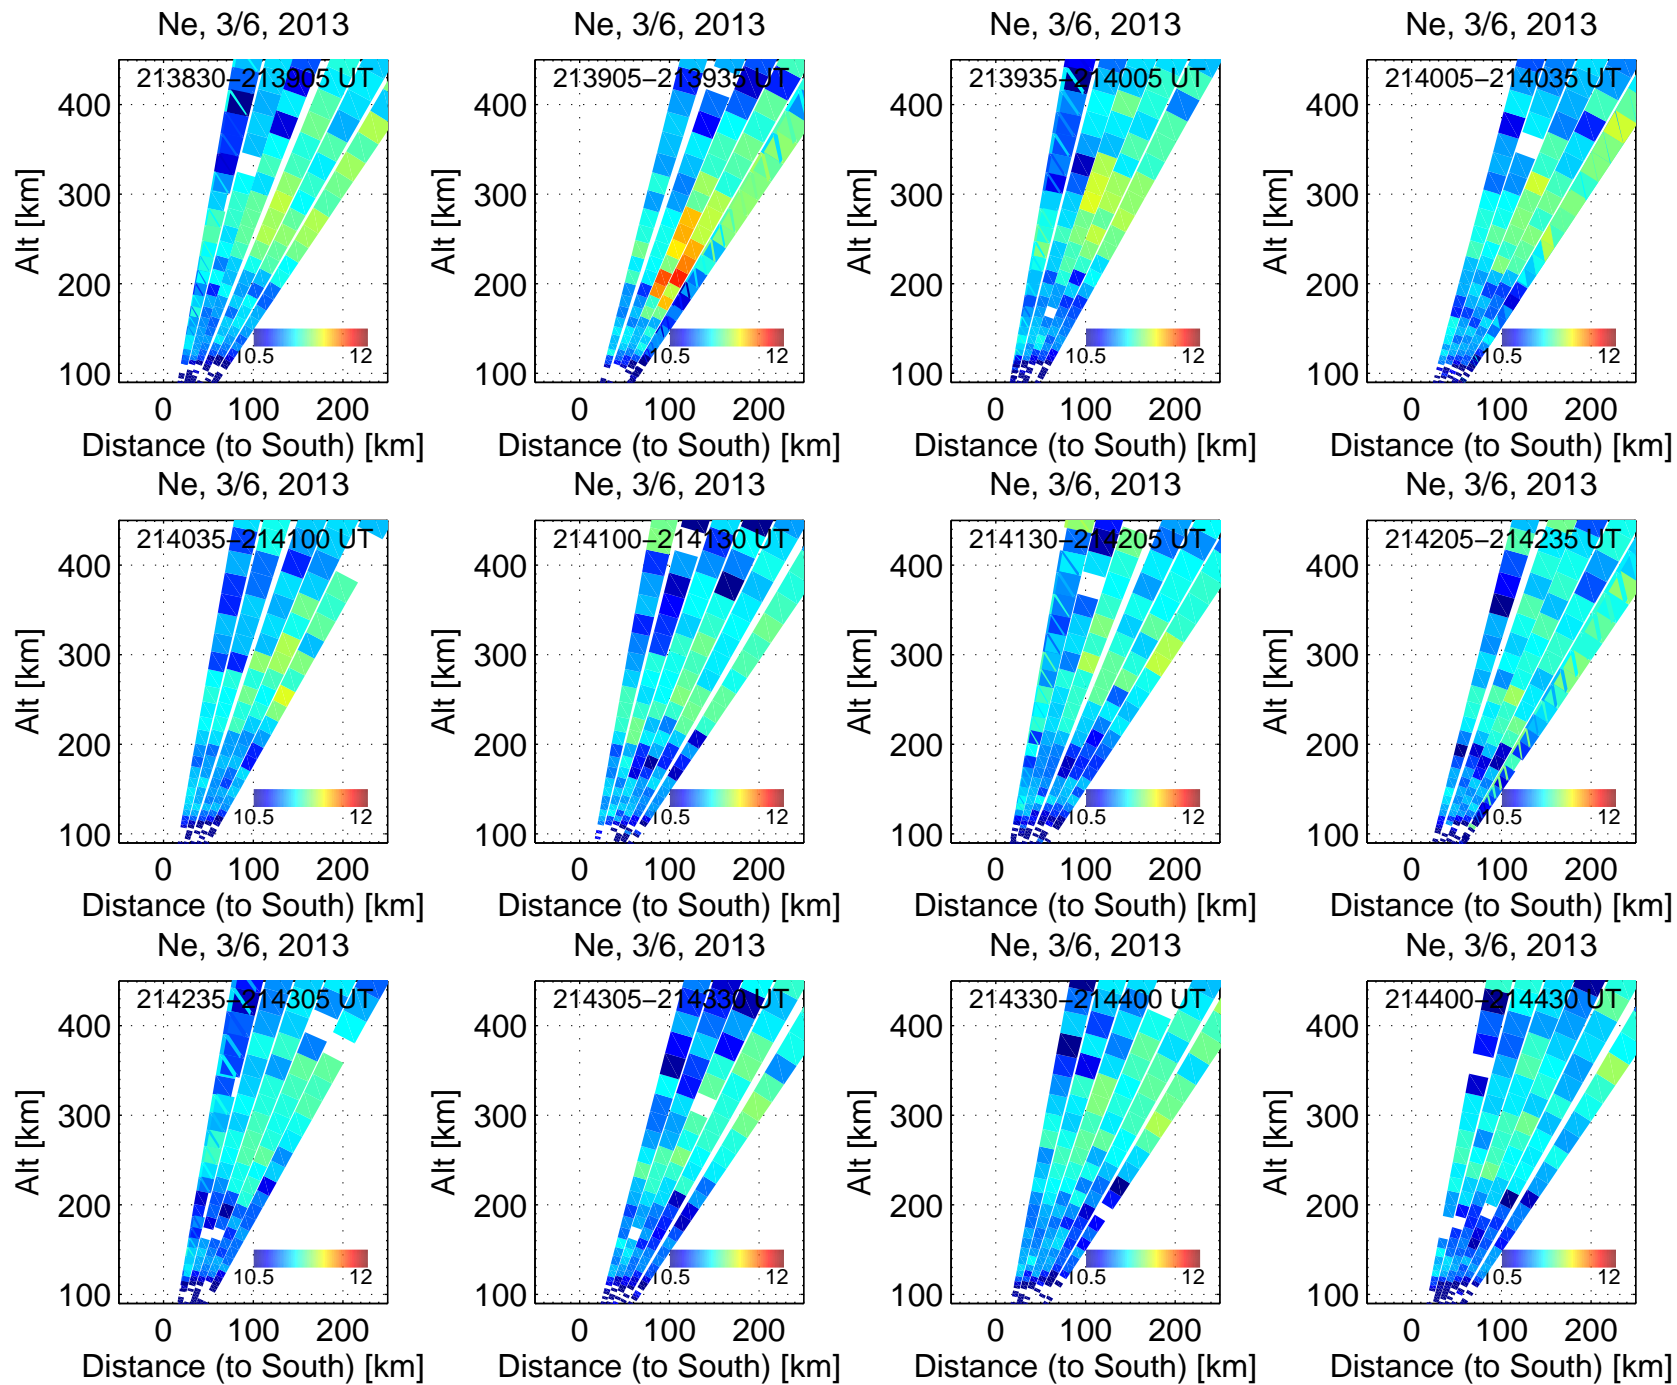 Ne, 3/6, 2013
213830−213905 UT
400
300
200
100
Alt [km]
10.5 12
0 100 200
Distance (to South) [km]
Ne, 3/6, 2013
213905−213935 UT
400
300
200
100
Alt [km]
10.5 12
0 100 200
Distance (to South) [km]
Ne, 3/6, 2013
213935−214005 UT
400
300
200
100
Alt [km]
10.5 12
0 100 200
Distance (to South) [km]
Ne, 3/6, 2013
214005−214035 UT
400
300
200
100
Alt [km]
10.5 12
0 100 200
Distance (to South) [km]
Ne, 3/6, 2013
214035−214100 UT
400
300
200
100
Alt [km]
10.5 12
0 100 200
Distance (to South) [km]
Ne, 3/6, 2013
214100−214130 UT
400
300
200
100
Alt [km]
10.5 12
0 100 200
Distance (to South) [km]
Ne, 3/6, 2013
214130−214205 UT
400
300
200
100
Alt [km]
10.5 12
0 100 200
Distance (to South) [km]
Ne, 3/6, 2013
214205−214235 UT
400
300
200
100
Alt [km]
10.5 12
0 100 200
Distance (to South) [km]
Ne, 3/6, 2013
214235−214305 UT
400
300
200
100
Alt [km]
10.5 12
0 100 200
Distance (to South) [km]
Ne, 3/6, 2013
214305−214330 UT
400
300
200
100
Alt [km]
10.5 12
0 100 200
Distance (to South) [km]
Ne, 3/6, 2013
214330−214400 UT
400
300
200
100
Alt [km]
10.5 12
0 100 200
Distance (to South) [km]
Ne, 3/6, 2013
214400−214430 UT
400
300
200
100
Alt [km]
10.5 12
0 100 200
Distance (to South) [km]